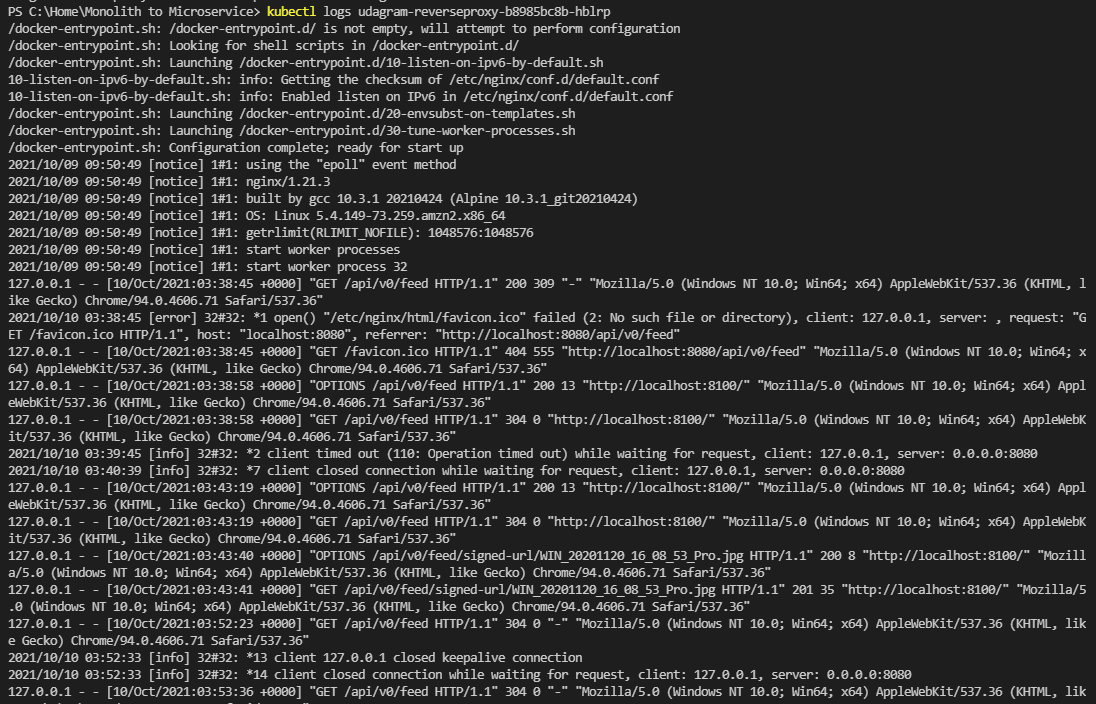 PS C:\Home\Monolith to Microservice> kubectl logs udagram-reverseproxy-b8985bc8b-hblrp
/docker-entrypoint.sh: /docker-entrypoint.d/ is not empty, will attempt to perform configuration
/docker-entrypoint.sh: Looking for shell scripts in /docker-entrypoint.d/
/docker-entrypoint.sh: Launching /docker-entrypoint.d/10-listen-on-ipv6-by-default.sh
10-listen-on-ipv6-by-default.sh: info: Getting the checksum of /etc/nginx/conf.d/default.conf
10-listen-on-ipv6-by-default.sh: info: Enabled listen on IPv6 in /etc/nginx/conf.d/default.conf
/docker-entrypoint.sh: Launching /docker-entrypoint.d/20-envsubst-on-templates.sh
/docker-entrypoint.sh: Launching /docker-entrypoint.d/30-tune-worker-processes.sh
/docker-entrypoint.sh: Configuration complete; ready for start up
2021/10/09 09:50:49 [notice] 1#1: using the "epoll" event method
2021/10/09 09:50:49 [notice] 1#1: nginx/1.21.3
2021/10/09 09:50:49 [notice] 1#1: built by gcc 10.3.1 20210424 (Alpine 10.3.1_git20210424)
2021/10/09 09:50:49 [notice] 1#1: OS: Linux 5.4.149-73.259.amzn2.x86_64
2021/10/09 09:50:49 [notice] 1#1: getrlimit(RLIMIT_NOFILE): 1048576:1048576
2021/10/09 09:50:49 [notice] 1#1: start worker processes
2021/10/09 09:50:49 [notice] 1#1: start worker process 32
127.0.0.1 - - [10/Oct/2021:03:38:45 +0000] "GET /api/v0/feed HTTP/1.1" 200 309 "-" "Mozilla/5.0 (Windows NT 10.0; Win64; x64) AppleWebKit/537.36 (KHTML, l
ike Gecko) Chrome/94.0.4606.71 Safari/537.36"
2021/10/10 03:38:45 [error] 32#32: *1 open() "/etc/nginx/html/favicon.ico" failed (2: No such file or directory), client: 127.0.0.1, server: , request: "G
ET /favicon.ico HTTP/1.1", host: "localhost:8080", referrer: "http://localhost:8080/api/v0/feed"
127.0.0.1 - - [10/Oct/2021:03:38:45 +0000] "GET /favicon.ico HTTP/1.1" 404 555 "http://localhost:8080/api/v0/feed" "Mozilla/5.0 (Windows NT 10.0; Win64; x
64) AppleWebKit/537.36 (KHTML, like Gecko) Chrome/94.0.4606.71 Safari/537.36"
127.0.0.1 - - [10/Oct/2021:03:38:58 +0000] "OPTIONS /api/v0/feed HTTP/1.1" 200 13 "http://localhost:8100/" "Mozilla/5.0 (Windows NT 10.0; Win64; x64) Appl
eWebKit/537.36 (KHTML, like Gecko) Chrome/94.0.4606.71 Safari/537.36"
127.0.0.1 - - [10/Oct/2021:03:38:58 +0000] "GET /api/v0/feed HTTP/1.1" 304 0 "http://localhost:8100/" "Mozilla/5.0 (Windows NT 10.0; Win64; x64) AppleWebK
it/537.36 (KHTML, like Gecko) Chrome/94.0.4606.71 Safari/537.36"
2021/10/10 03:39:45 [info] 32#32: *2 client timed out (110: Operation timed out) while waiting for request, client: 127.0.0.1, server: 0.0.0.0:8080
2021/10/10 03:40:39 [info] 32#32: *7 client closed connection while waiting for request, client: 127.0.0.1, server: 0.0.0.0:8080
127.0.0.1 - - [10/Oct/2021:03:43:19 +0000] "OPTIONS /api/v0/feed HTTP/1.1" 200 13 "http://localhost:8100/" "Mozilla/5.0 (Windows NT 10.0; Win64; x64) Appl
eWebKit/537.36 (KHTML, like Gecko) Chrome/94.0.4606.71 Safari/537.36"
127.0.0.1 - - [10/Oct/2021:03:43:19 +0000] "GET /api/v0/feed HTTP/1.1" 304 0 "http://localhost:8100/" "Mozilla/5.0 (Windows NT 10.0; Win64; x64) AppleWebK
it/537.36 (KHTML, like Gecko) Chrome/94.0.4606.71 Safari/537.36"
127.0.0.1 - - [10/Oct/2021:03:43:40 +0000] "OPTIONS /api/v0/feed/signed-url/WIN_20201120_16_08_53_Pro.jpg HTTP/1.1" 200 8 "http://localhost:8100/" "Mozill
a/5.0 (Windows NT 10.0; Win64; x64) AppleWebKit/537.36 (KHTML, like Gecko) Chrome/94.0.4606.71 Safari/537.36"
127.0.0.1 - - [10/Oct/2021:03:43:41 +0000] "GET /api/v0/feed/signed-url/WIN_20201120_16_08_53_Pro.jpg HTTP/1.1" 201 35 "http://localhost:8100/" "Mozilla/5
.0 (Windows NT 10.0; Win64; x64) AppleWebKit/537.36 (KHTML, like Gecko) Chrome/94.0.4606.71 Safari/537.36"
127.0.0.1 - - [10/Oct/2021:03:52:23 +0000] "GET /api/v0/feed HTTP/1.1" 304 0 "-" "Mozilla/5.0 (Windows NT 10.0; Win64; x64) AppleWebKit/537.36 (KHTML, lik
e Gecko) Chrome/94.0.4606.71 Safari/537.36"
2021/10/10 03:52:33 [info] 32#32: *13 client 127.0.0.1 closed keepalive connection
2021/10/10 03:52:33 [info] 32#32: *14 client closed connection while waiting for request, client: 127.0.0.1, server: 0.0.0.0:8080
127.0.0.1 - - [10/Oct/2021:03:53:36 +0000] "GET /api/v0/feed HTTP/1.1" 304 0 "-" "Mozilla/5.0 (Windows NT 10.0; Win64; x64) AppleWebKit/537.36 (KHTML, lik